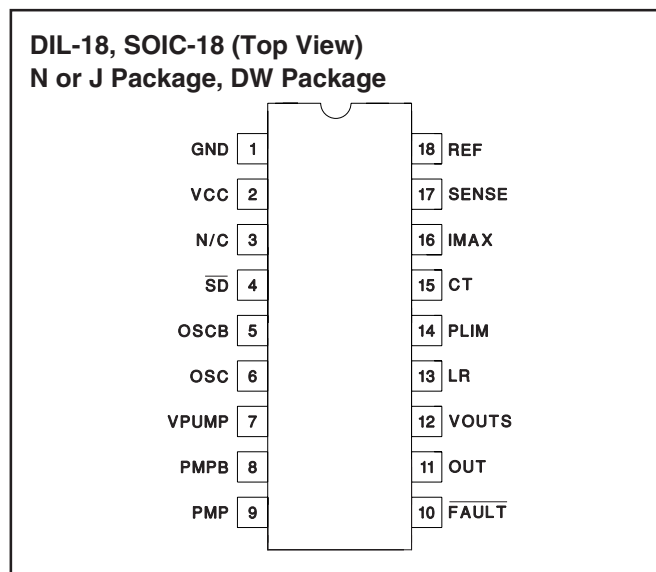 DIL-18, SOIC-18 (Top View)
N or J Package, DW Package
GND 1
VCC 2
N/C 3
SD 4
OSCB 5
OSC 6
VPUMP 7
PMPB 8
PMP 9
18 REF
17 SENSE
16 IMAX
15 CT
14 PLIM
13 LR
12 VOUTS
11 OUT
10 FAULT